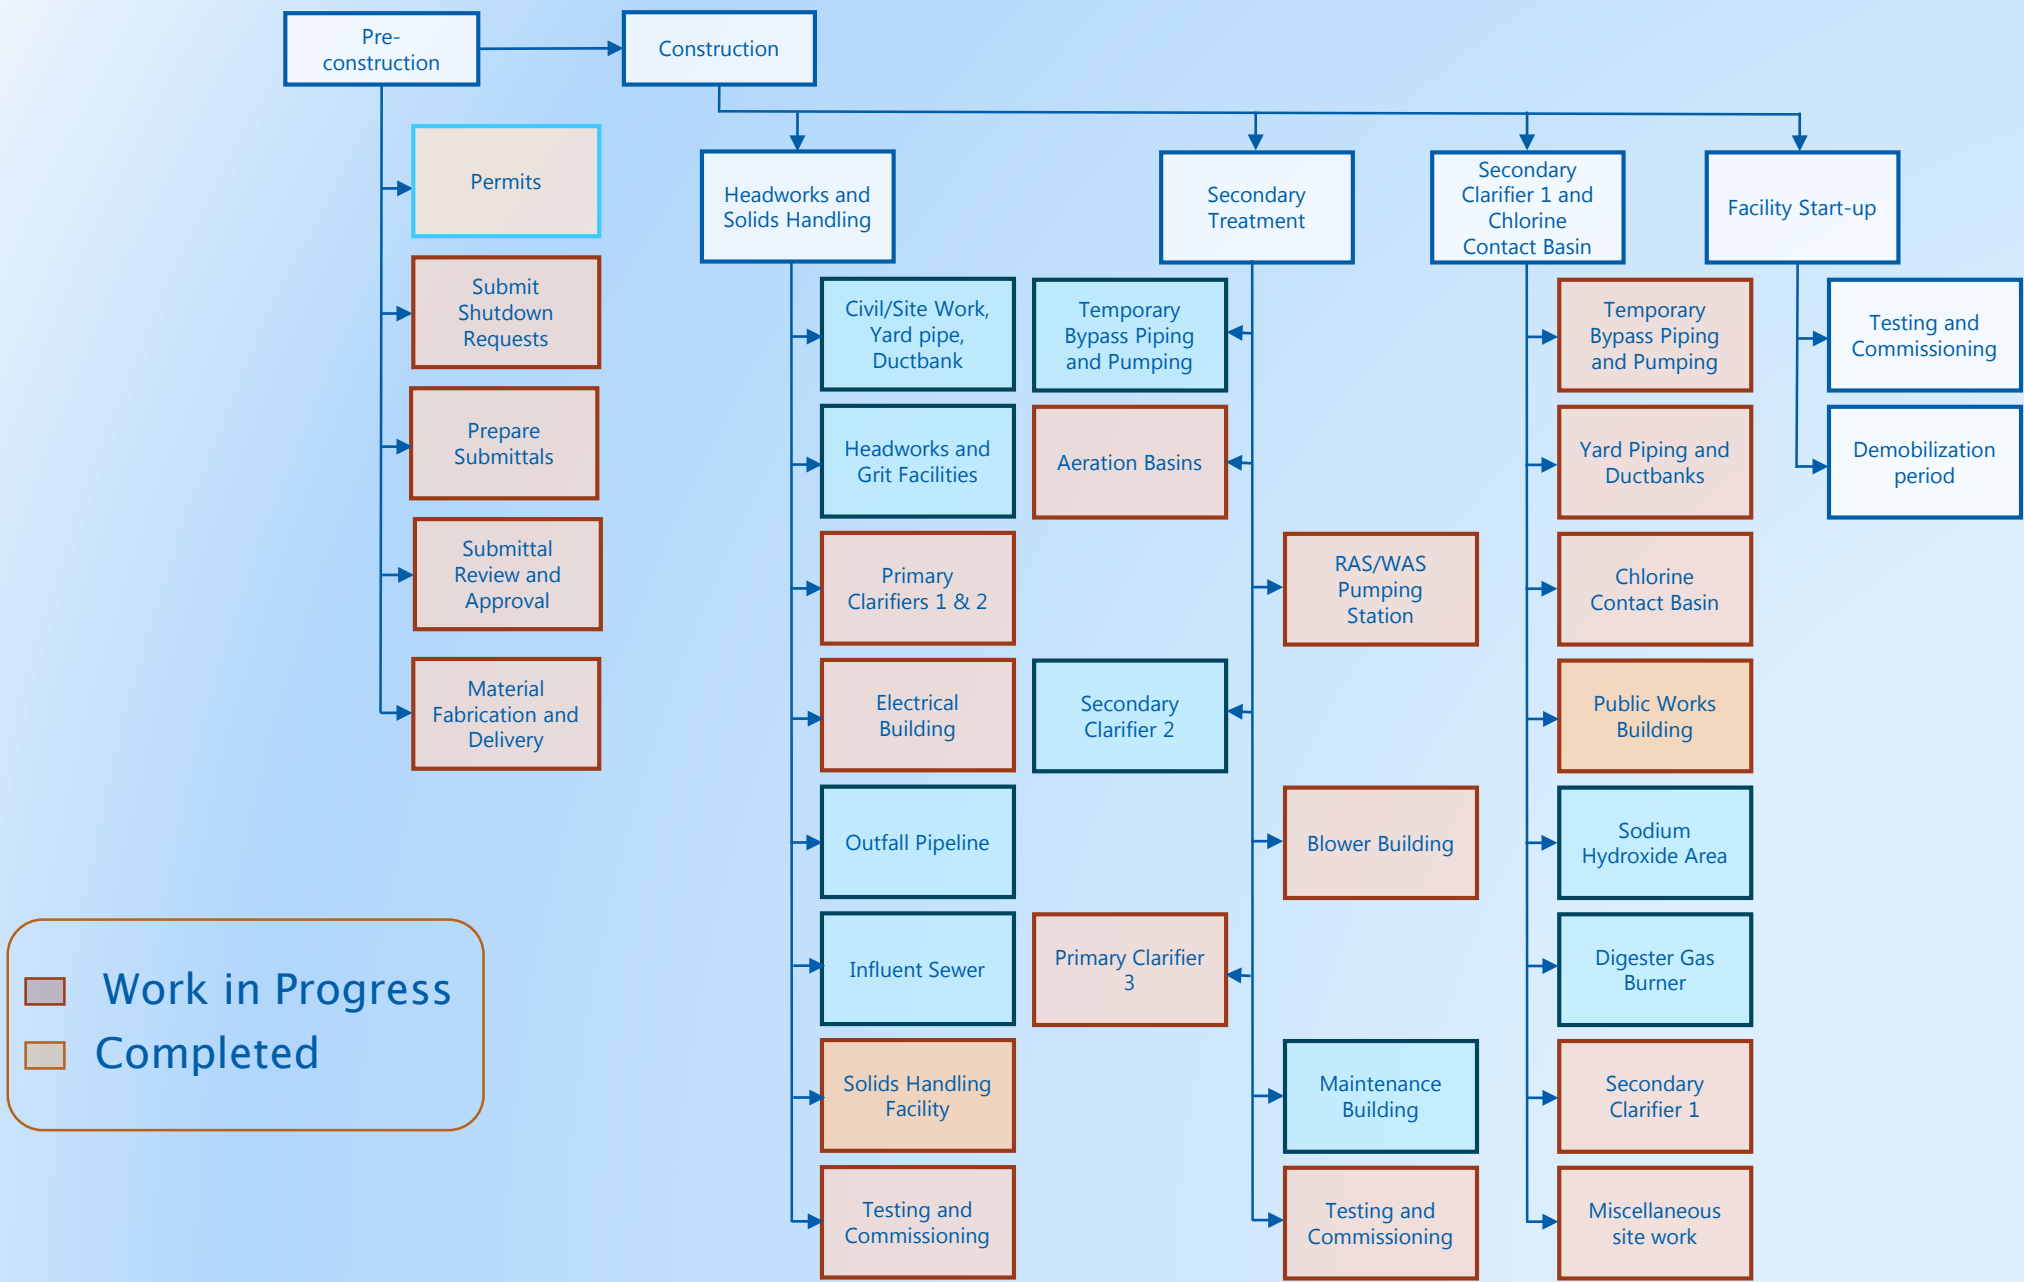 Pre-
construction
Construction
Permits
Submit
Shutdown
Requests
Prepare
Submittals
Submittal
Review and
Approval
Material
Fabrication and
Delivery
Headworks and
Solids Handling
Civil/Site Work,
Yard pipe,
Ductbank
Headworks and
Grit Facilities
Primary
Clarifiers 1 & 2
Electrical
Building
Outfall Pipeline
Influent Sewer
Solids Handling
Facility
Testing and
Commissioning
Secondary
Treatment
Temporary
Bypass Piping
and Pumping
Aeration Basins
RAS/WAS
Pumping
Station
Secondary
Clarifier 2
Blower Building
Primary Clarifier
3
Maintenance
Building
Testing and
Commissioning
Secondary
Clarifier 1 and
Chlorine
Contact Basin
Temporary
Bypass Piping
and Pumping
Yard Piping and
Ductbanks
Chlorine
Contact Basin
Public Works
Building
Sodium
Hydroxide Area
Digester Gas
Burner
Secondary
Clarifier 1
Miscellaneous
site work
Facility Start-up
Testing and
Commissioning
Demobilization
period
Work in Progress
Completed